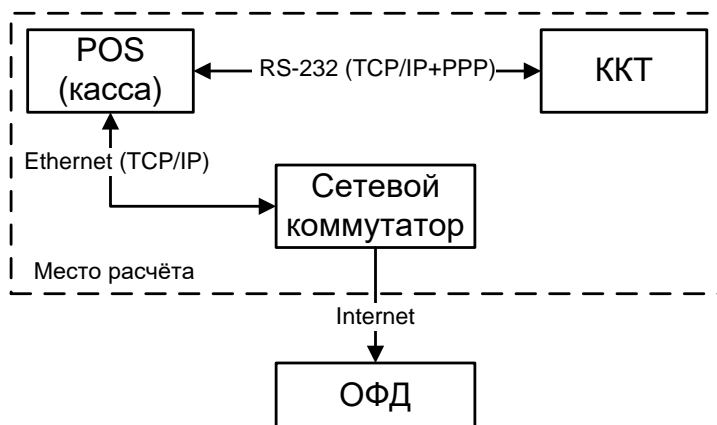 POS
(касса)
RS-232 (TCP/IP+PPP)
ККТ
Ethernet (TCP/IP)
Сетевой
коммутатор
Место расчёта
Internet
ОФД